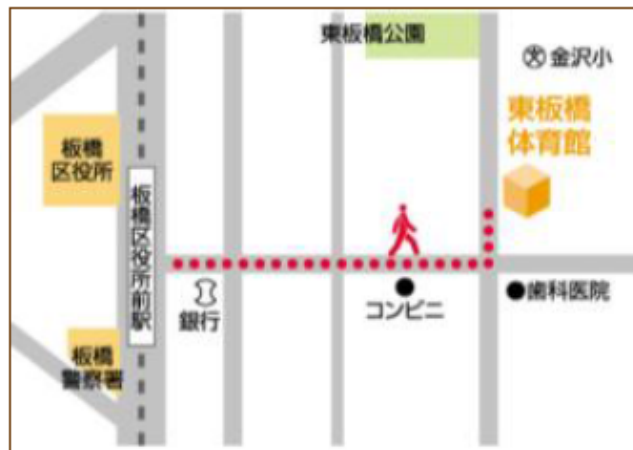 東板橋公園
金沢小
東板橋
体育館
板橋
区役所
板橋区役所前駅
銀行
コンビニ
歯科医院
板橋
警察署